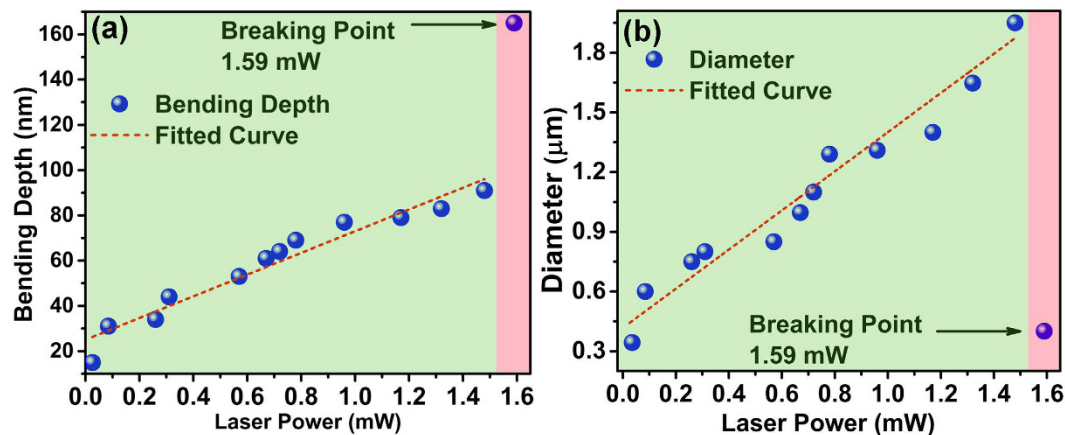 (a)
Breaking Point
1.59 mW
Bending Depth
Fitted Curve
Bending Depth (nm)
160
140
120
100
80
60
40
20
0.0 0.2 0.4 0.6 0.8 1.0 1.2 1.4 1.6
Laser Power (mW)
(b)
Diameter
Fitted Curve
Breaking Point
1.59 mW
Diameter (μm)
1.8
1.5
1.2
0.9
0.6
0.3
0.0 0.2 0.4 0.6 0.8 1.0 1.2 1.4 1.6
Laser Power (mW)